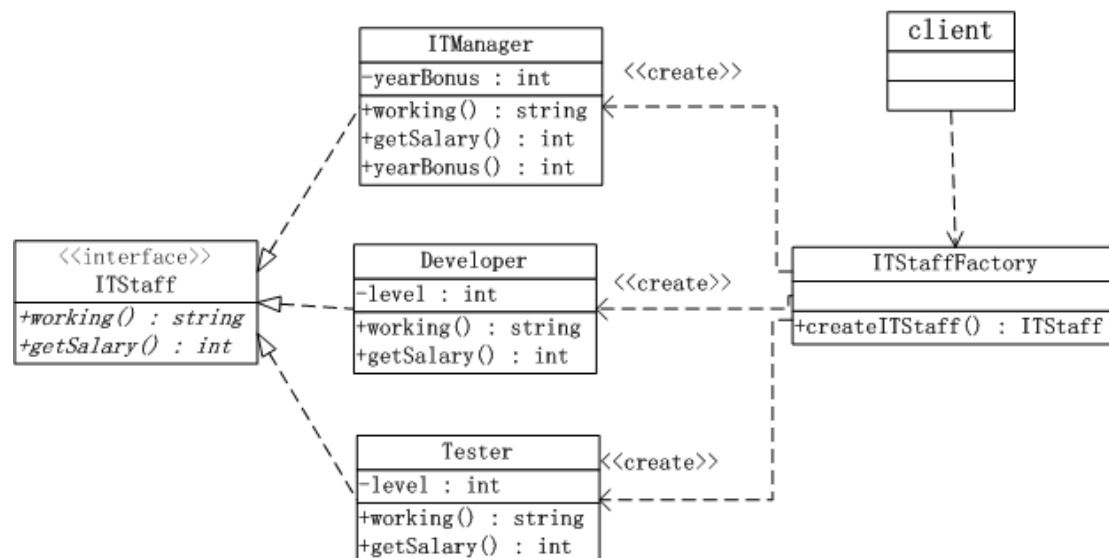 ITManager
-yearBonus : int
+working() : string
+getSalary() : int
+yearBonus() : int
<<create>>
client
<<interface>>
ITStaff
+working() : string
+getSalary() : int
Developer
-level : int
+working() : string
+getSalary() : int
<<create>>
ITStaffFactory
+createITStaff() : ITStaff
Tester
-level : int
+working() : string
+getSalary() : int
<<create>>